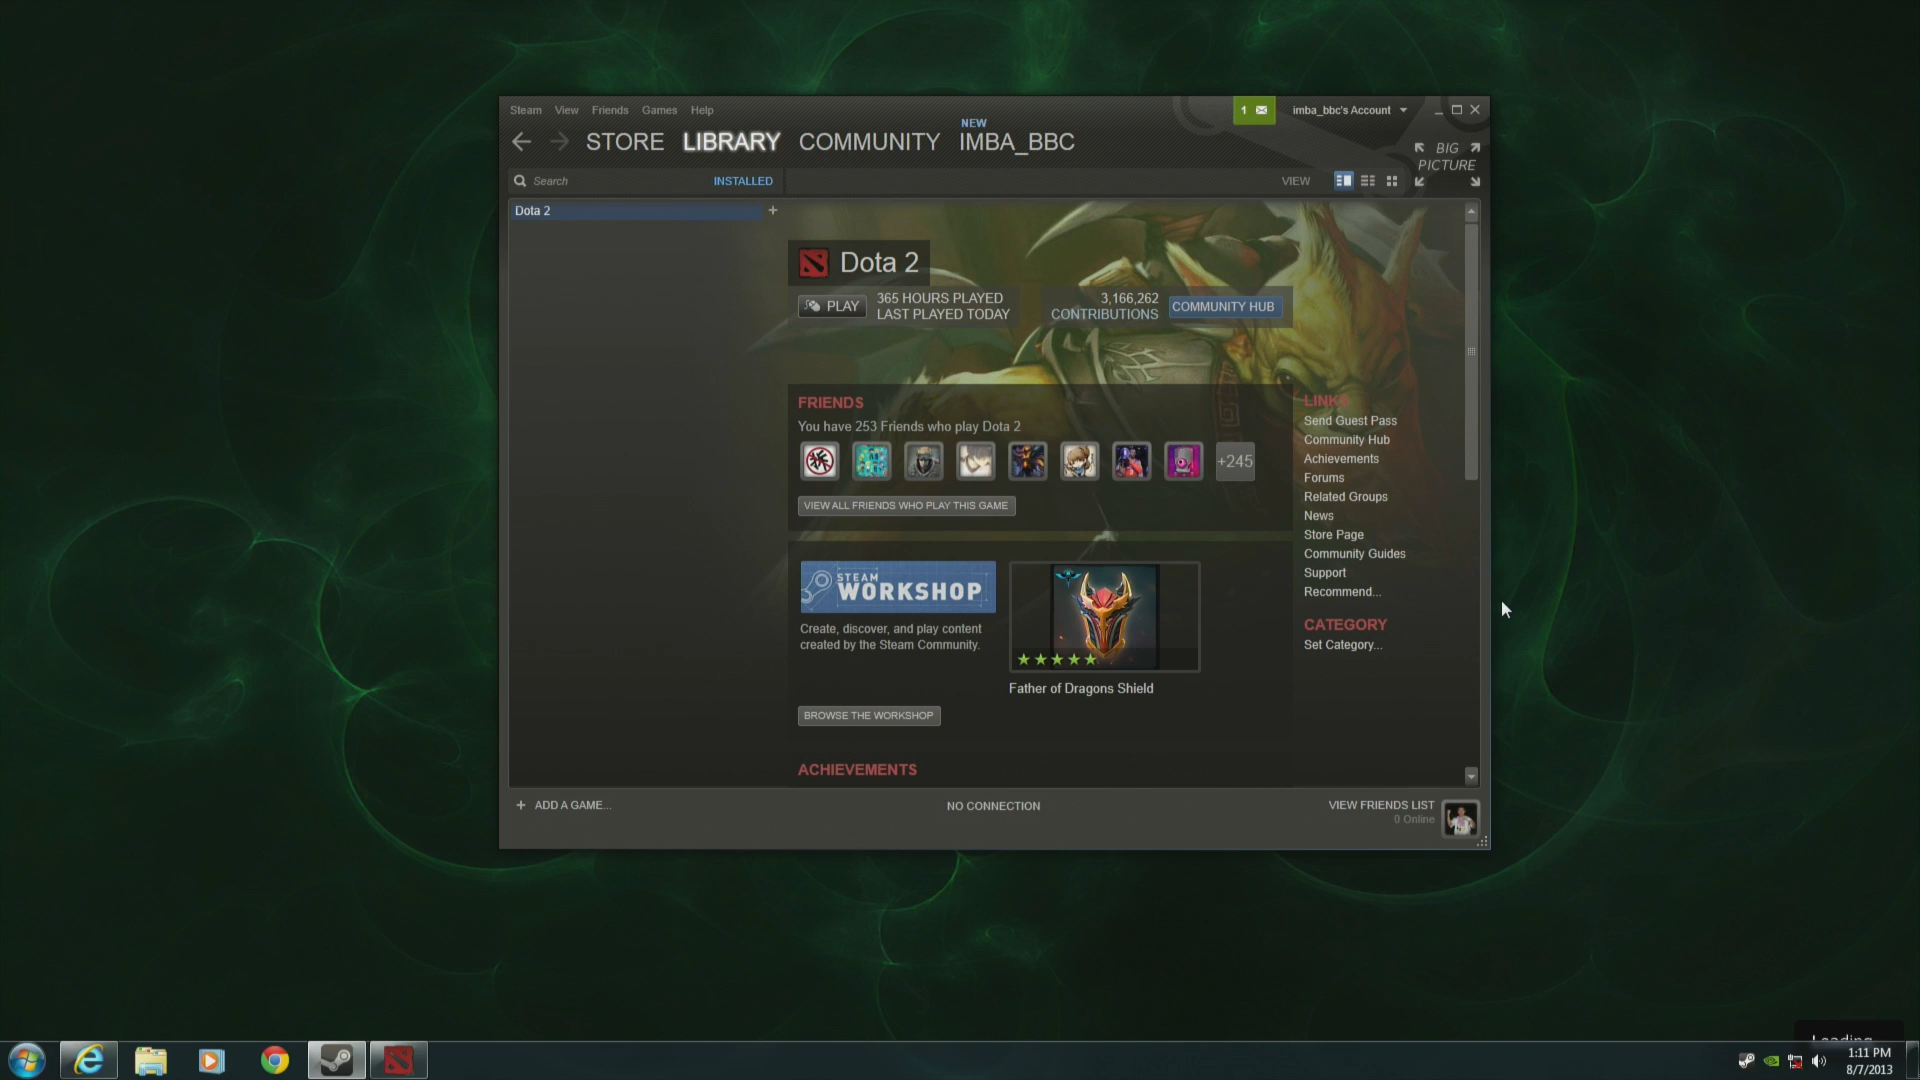 Steam View Friends Games Help
1
imba_bbc's Account
STORE LIBRARY COMMUNITY IMBA_BBC
NEW
BIG
PICTURE
Search
INSTALLED
VIEW
Dota 2
+
Dota 2
PLAY
365 HOURS PLAYED
LAST PLAYED TODAY
3,166,262
CONTRIBUTIONS
COMMUNITY HUB
FRIENDS
You have 253 Friends who play Dota 2
+245
VIEW ALL FRIENDS WHO PLAY THIS GAME
LINKS
Send Guest Pass
Community Hub
Achievements
Forums
Related Groups
News
Store Page
Community Guides
Support
Recommend...
CATEGORY
Set Category...
STEAM
WORKSHOP
Create, discover, and play content
created by the Steam Community.
Father of Dragons Shield
BROWSE THE WORKSHOP
ACHIEVEMENTS
+ ADD A GAME...
NO CONNECTION
VIEW FRIENDS LIST
0 Online
Loading
1:11 PM
8/7/2013